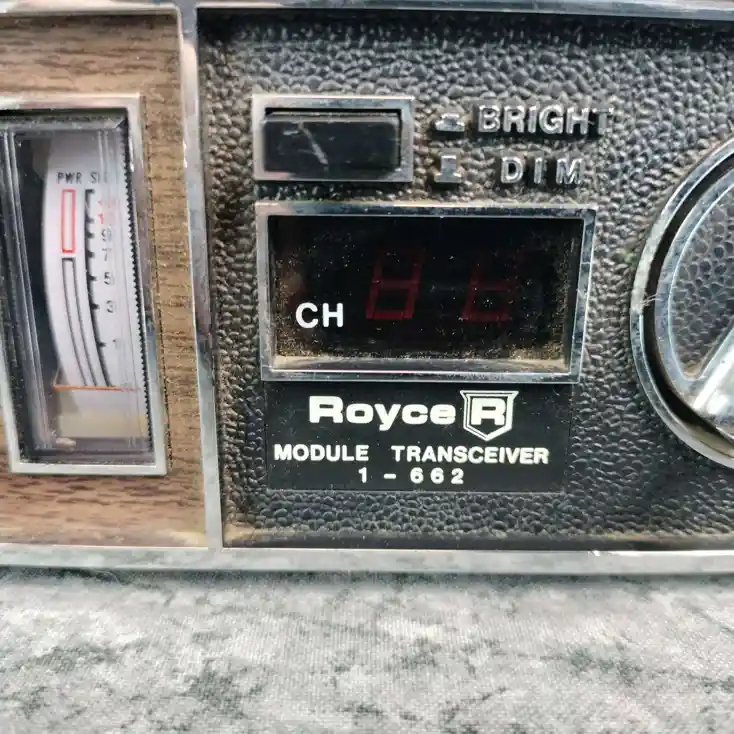 BRIGHT
DIM
PWR
9
7
5
3
1
CH
Royce R
MODULE TRANSCEIVER
1-662